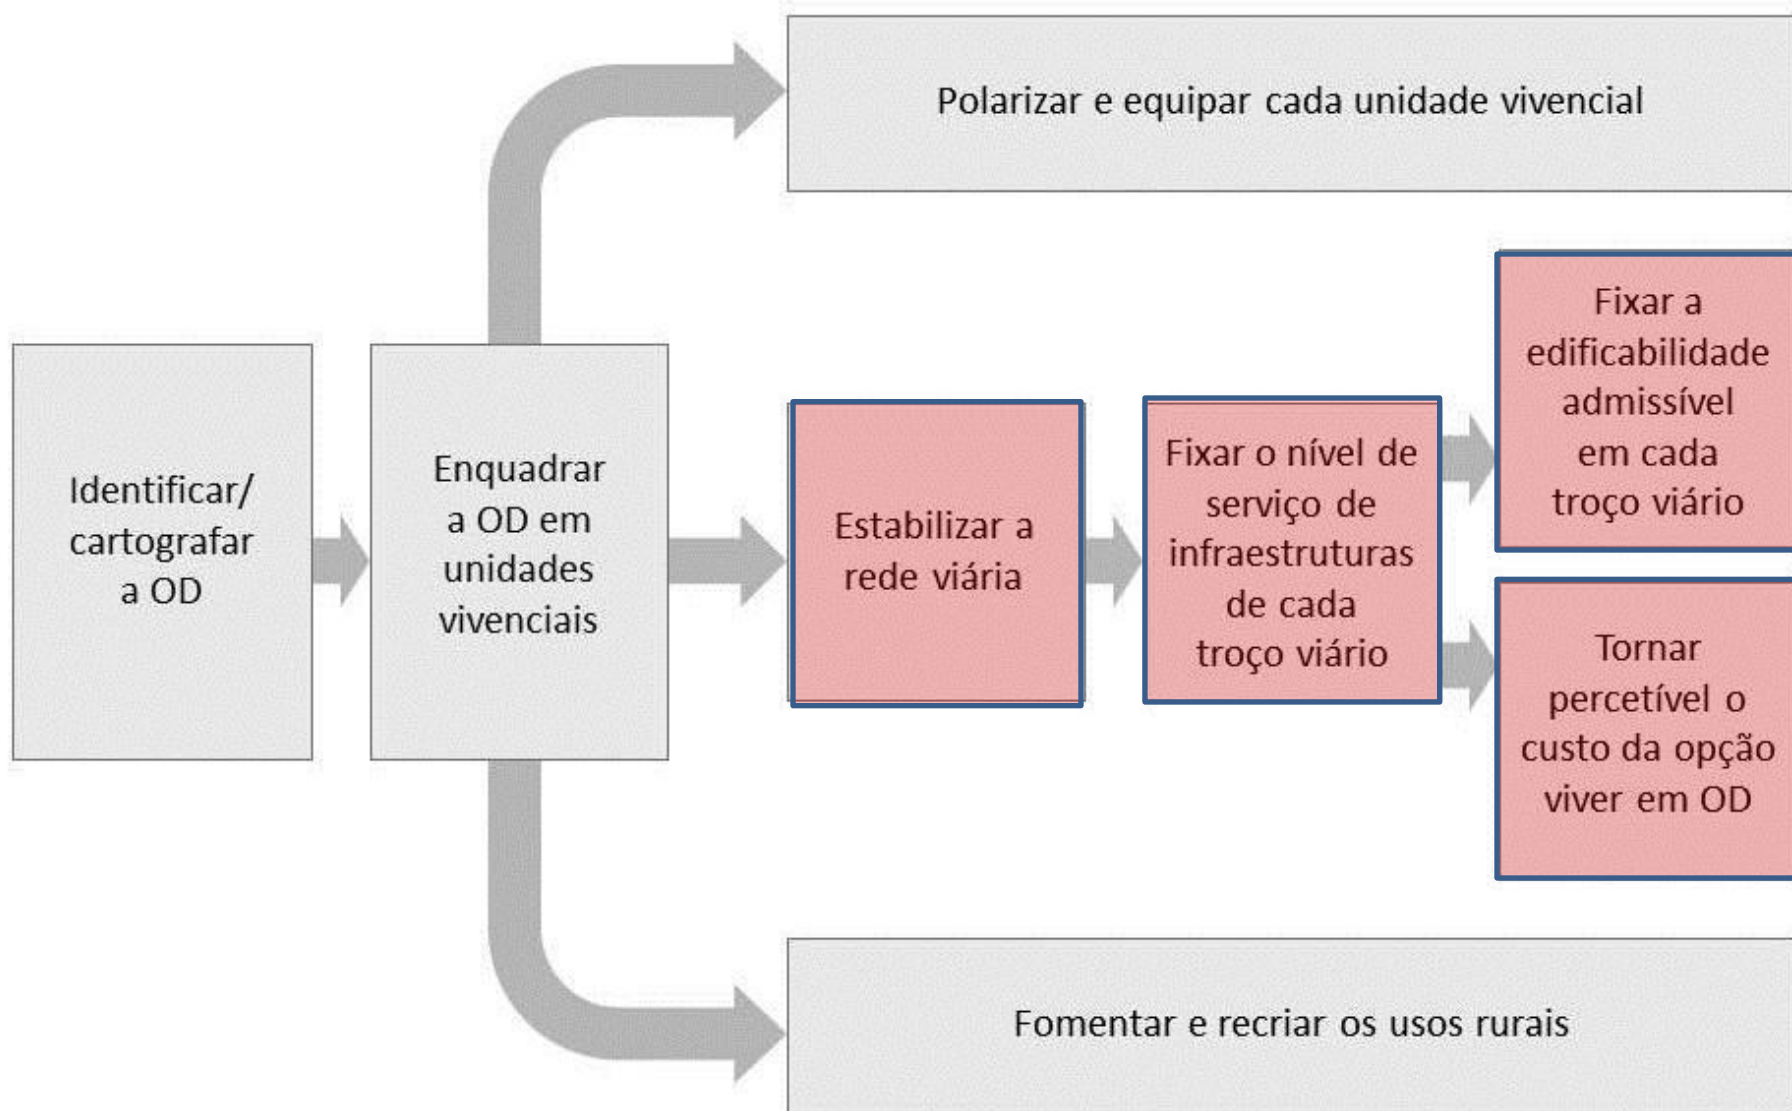 Polarizar e equipar cada unidade vivencial
Identificar/
cartografar
a OD
Enquadrar
a OD em
unidades
vivenciais
Estabilizar a
rede viária
Fixar o nível de
serviço de
infraestruturas
de cada
troço viário
Fixar a
edificabilidade
admissível
em cada
troço viário
Tornar
percetível o
custo da opção
viver em OD
Fomentar e recriar os usos rurais